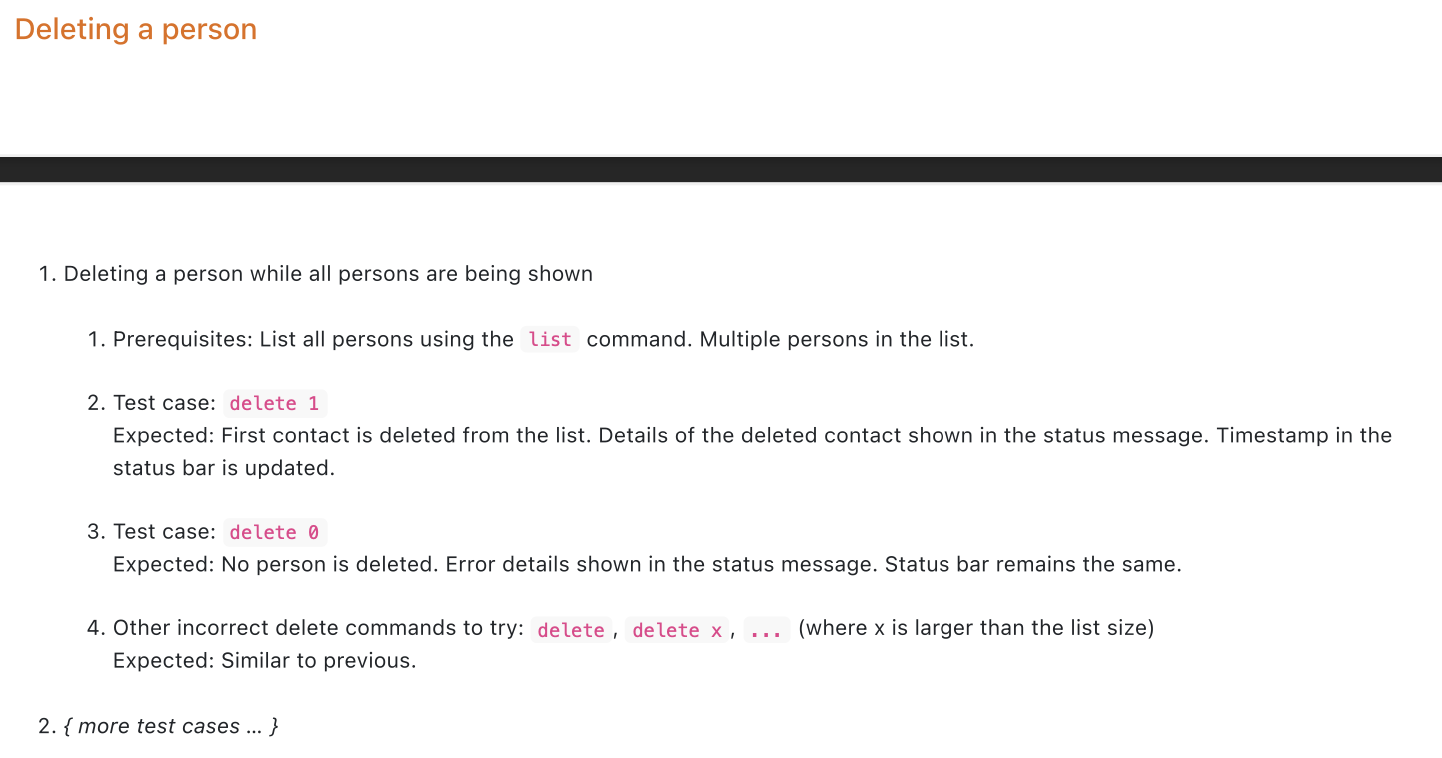 Deleting a person
1. Deleting a person while all persons are being shown
1. Prerequisites: List all persons using the list command. Multiple persons in the list.
2. Test case: delete 1
Expected: First contact is deleted from the list. Details of the deleted contact shown in the status message. Timestamp in the
status bar is updated.
3. Test case: delete 0
Expected: No person is deleted. Error details shown in the status message. Status bar remains the same.
4. Other incorrect delete commands to try: delete, delete x, ... (where x is larger than the list size)
Expected: Similar to previous.
2. { more test cases … }